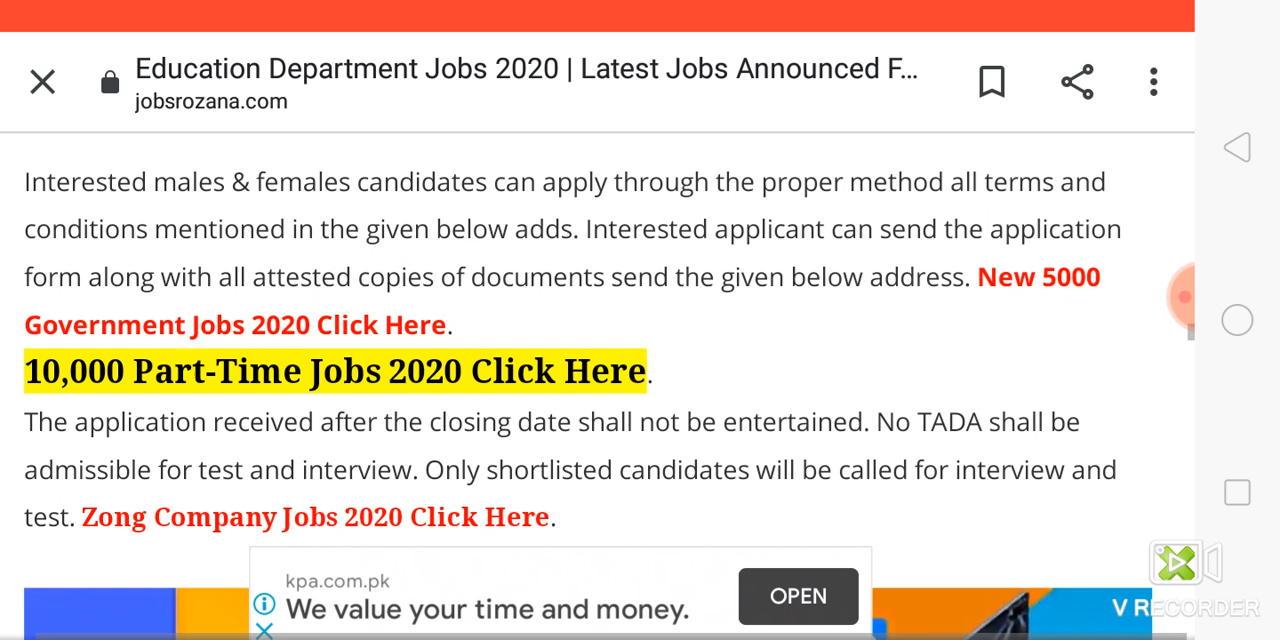 Education Department Jobs 2020 | Latest Jobs Announced F...
jobsrozana.com
Interested males & females candidates can apply through the proper method all terms and
conditions mentioned in the given below adds. Interested applicant can send the application
form along with all attested copies of documents send the given below address. New 5000
Government Jobs 2020 Click Here.
10,000 Part-Time Jobs 2020 Click Here.
The application received after the closing date shall not be entertained. No TADA shall be
admissible for test and interview. Only shortlisted candidates will be called for interview and
test. Zong Company Jobs 2020 Click Here.
kpa.com.pk
We value your time and money.
OPEN
V RECORDER